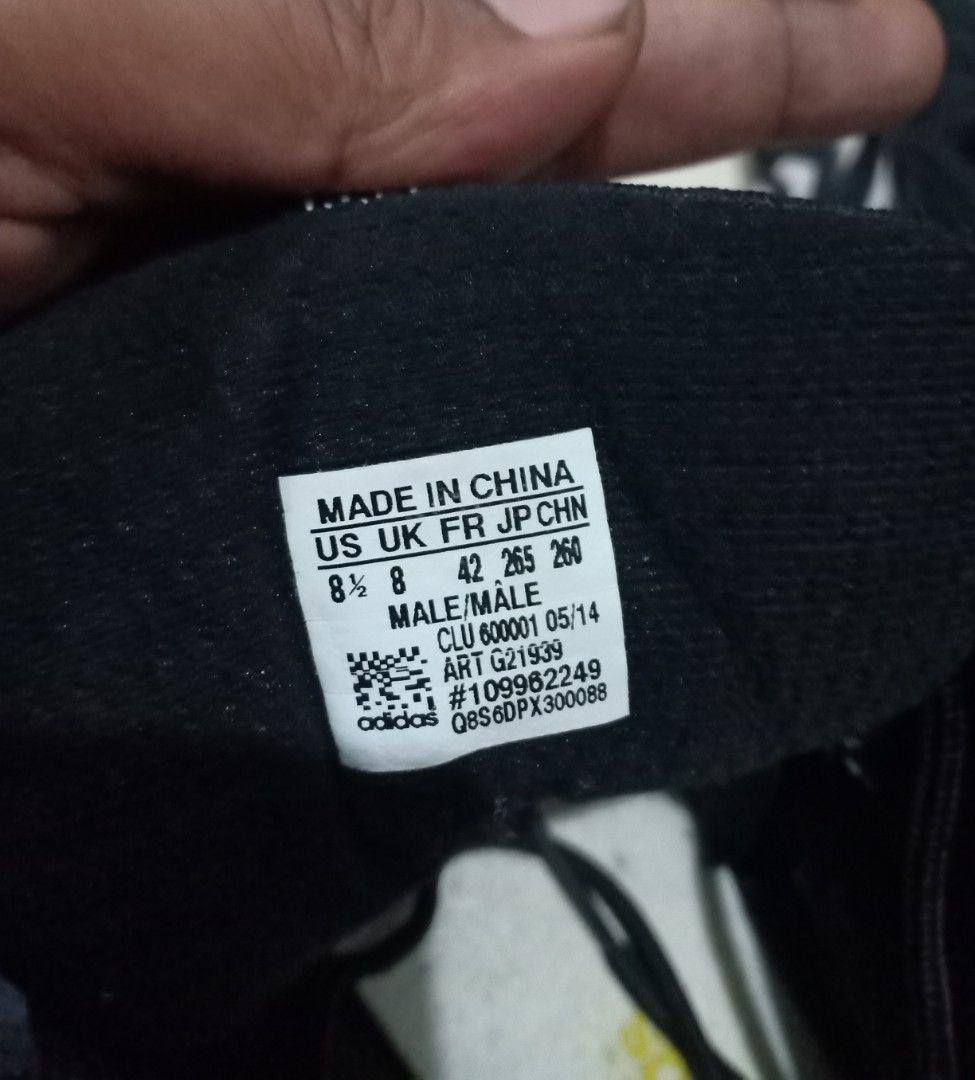 MADE IN CHINA
US UK FR JP CHN
8½ 8 42 265 260
MALE/MÂLE
CLU 600001 05/14
ART G21939
#109962249
adidas Q8S6DPX300088